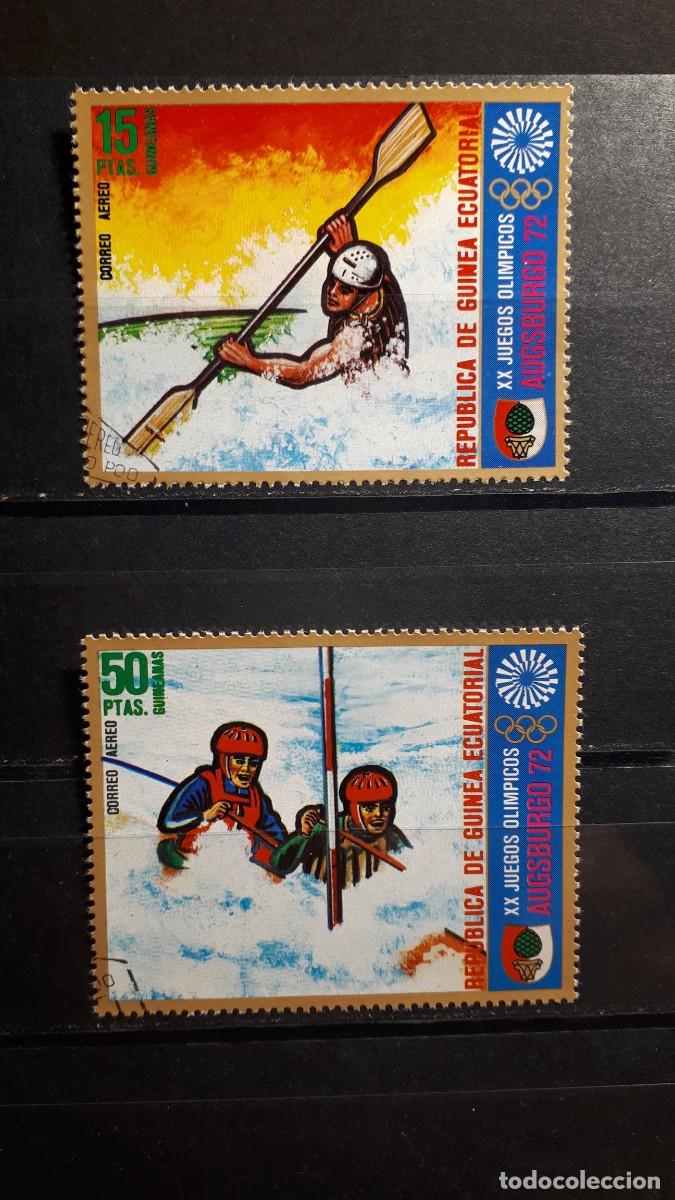 15
PTAS.
GUINEANAS
CORREO AEREO
REPUBLICA DE GUINEA ECUATORIAL
XX JUEGOS OLIMPICOS
AUGSBURGO 72
50
PTAS.
GUINEANAS
CORREO AEREO
REPUBLICA DE GUINEA ECUATORIAL
XX JUEGOS OLIMPICOS
AUGSBURGO 72
todocoleccion